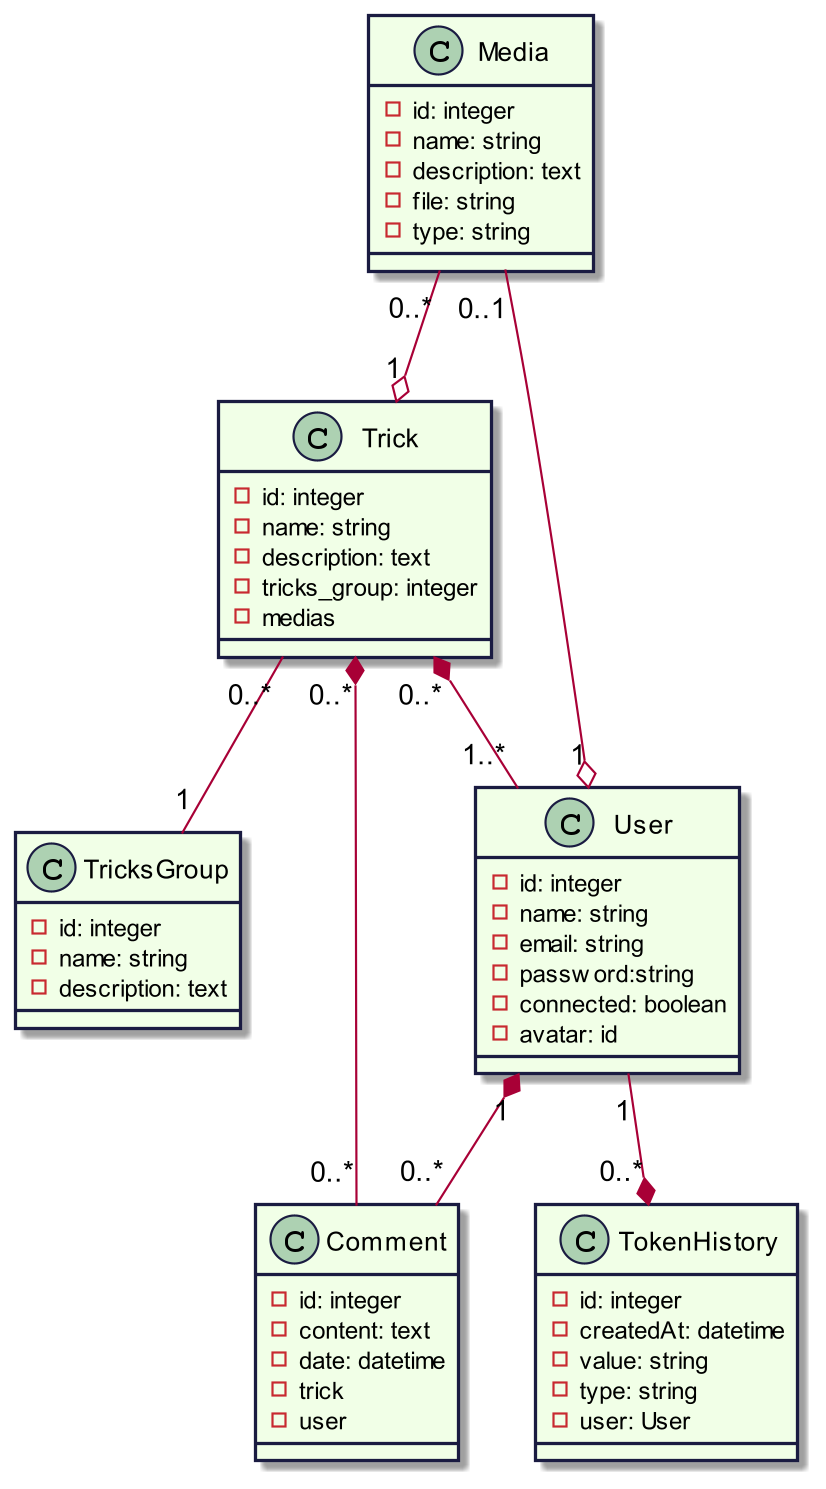 C Media
id: integer
name: string
description: text
file: string
type: string
0..*
0..1
1
C Trick
id: integer
name: string
description: text
tricks_group: integer
medias
0..*
0..*
0..*
1..*
1
1
C TricksGroup
id: integer
name: string
description: text
C User
id: integer
name: string
email: string
password:string
connected: boolean
avatar: id
1
1
0..*
0..*
0..*
C Comment
id: integer
content: text
date: datetime
trick
user
C TokenHistory
id: integer
createdAt: datetime
value: string
type: string
user: User